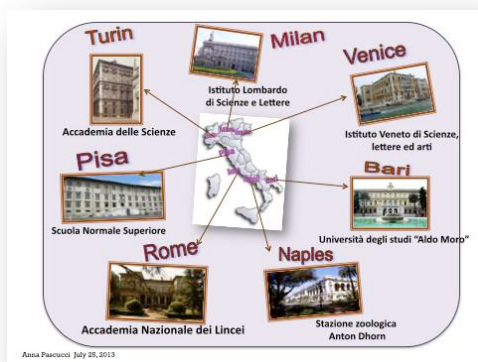 Turin
Milan
Venice
Istituto Lombardo
di Scienze e Lettere
Accademia delle Scienze
Istituto Veneto di Scienze,
lettere ed arti
Pisa
Bari
Scuola Normale Superiore
Università degli studi “Aldo Moro”
Rome
Naples
Accademia Nazionale dei Lincei
Stazione zoologica
Anton Dhorn
Anna Pascucci July 25, 2013